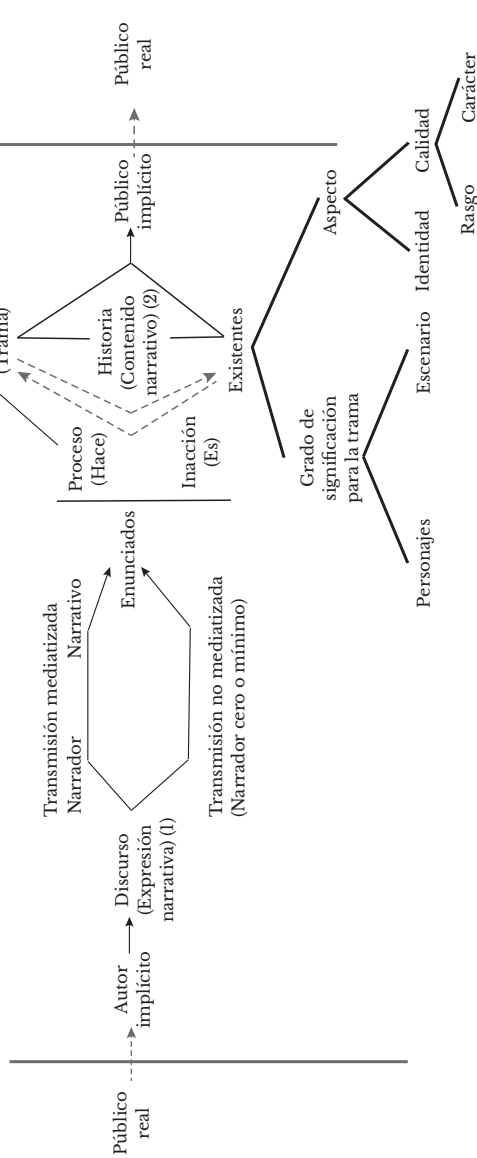 Público
real
Autor
implícito
Discurso
(Expresión
narrativa) (1)
Transmisión mediatizada
Narrador Narrativo
Transmisión no mediatizada
(Narrador cero o mínimo)
Enunciados
Proceso
(Hace)
Inacción
(Es)
(Trama)
Historia
(Contenido
narrativo) (2)
Existentes
Público
implícito
Público
real
Grado de
significación
para la trama
Aspecto
Personajes
Escenario
Identidad
Calidad
Rasgo
Carácter